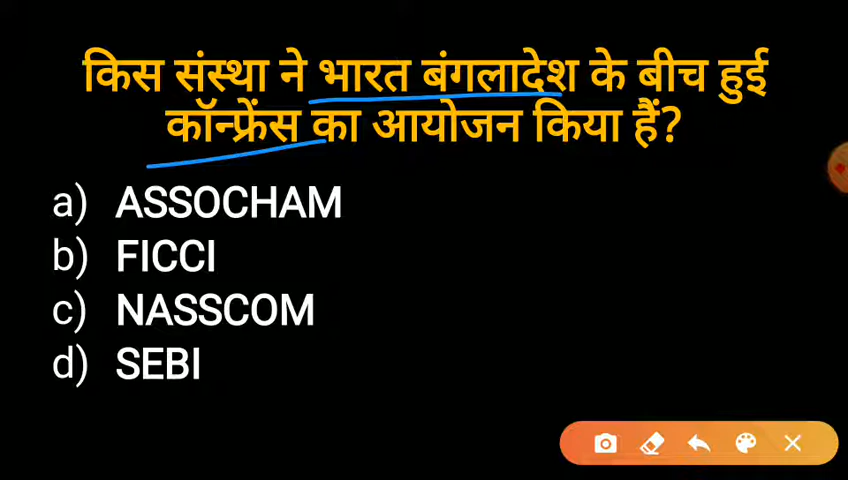 किस संस्था ने भारत बंगलादेश के बीच हुई
कॉन्फ्रेंस का आयोजन किया हैं?
a) ASSOCHAM
b) FICCI
c) NASSCOM
d) SEBI